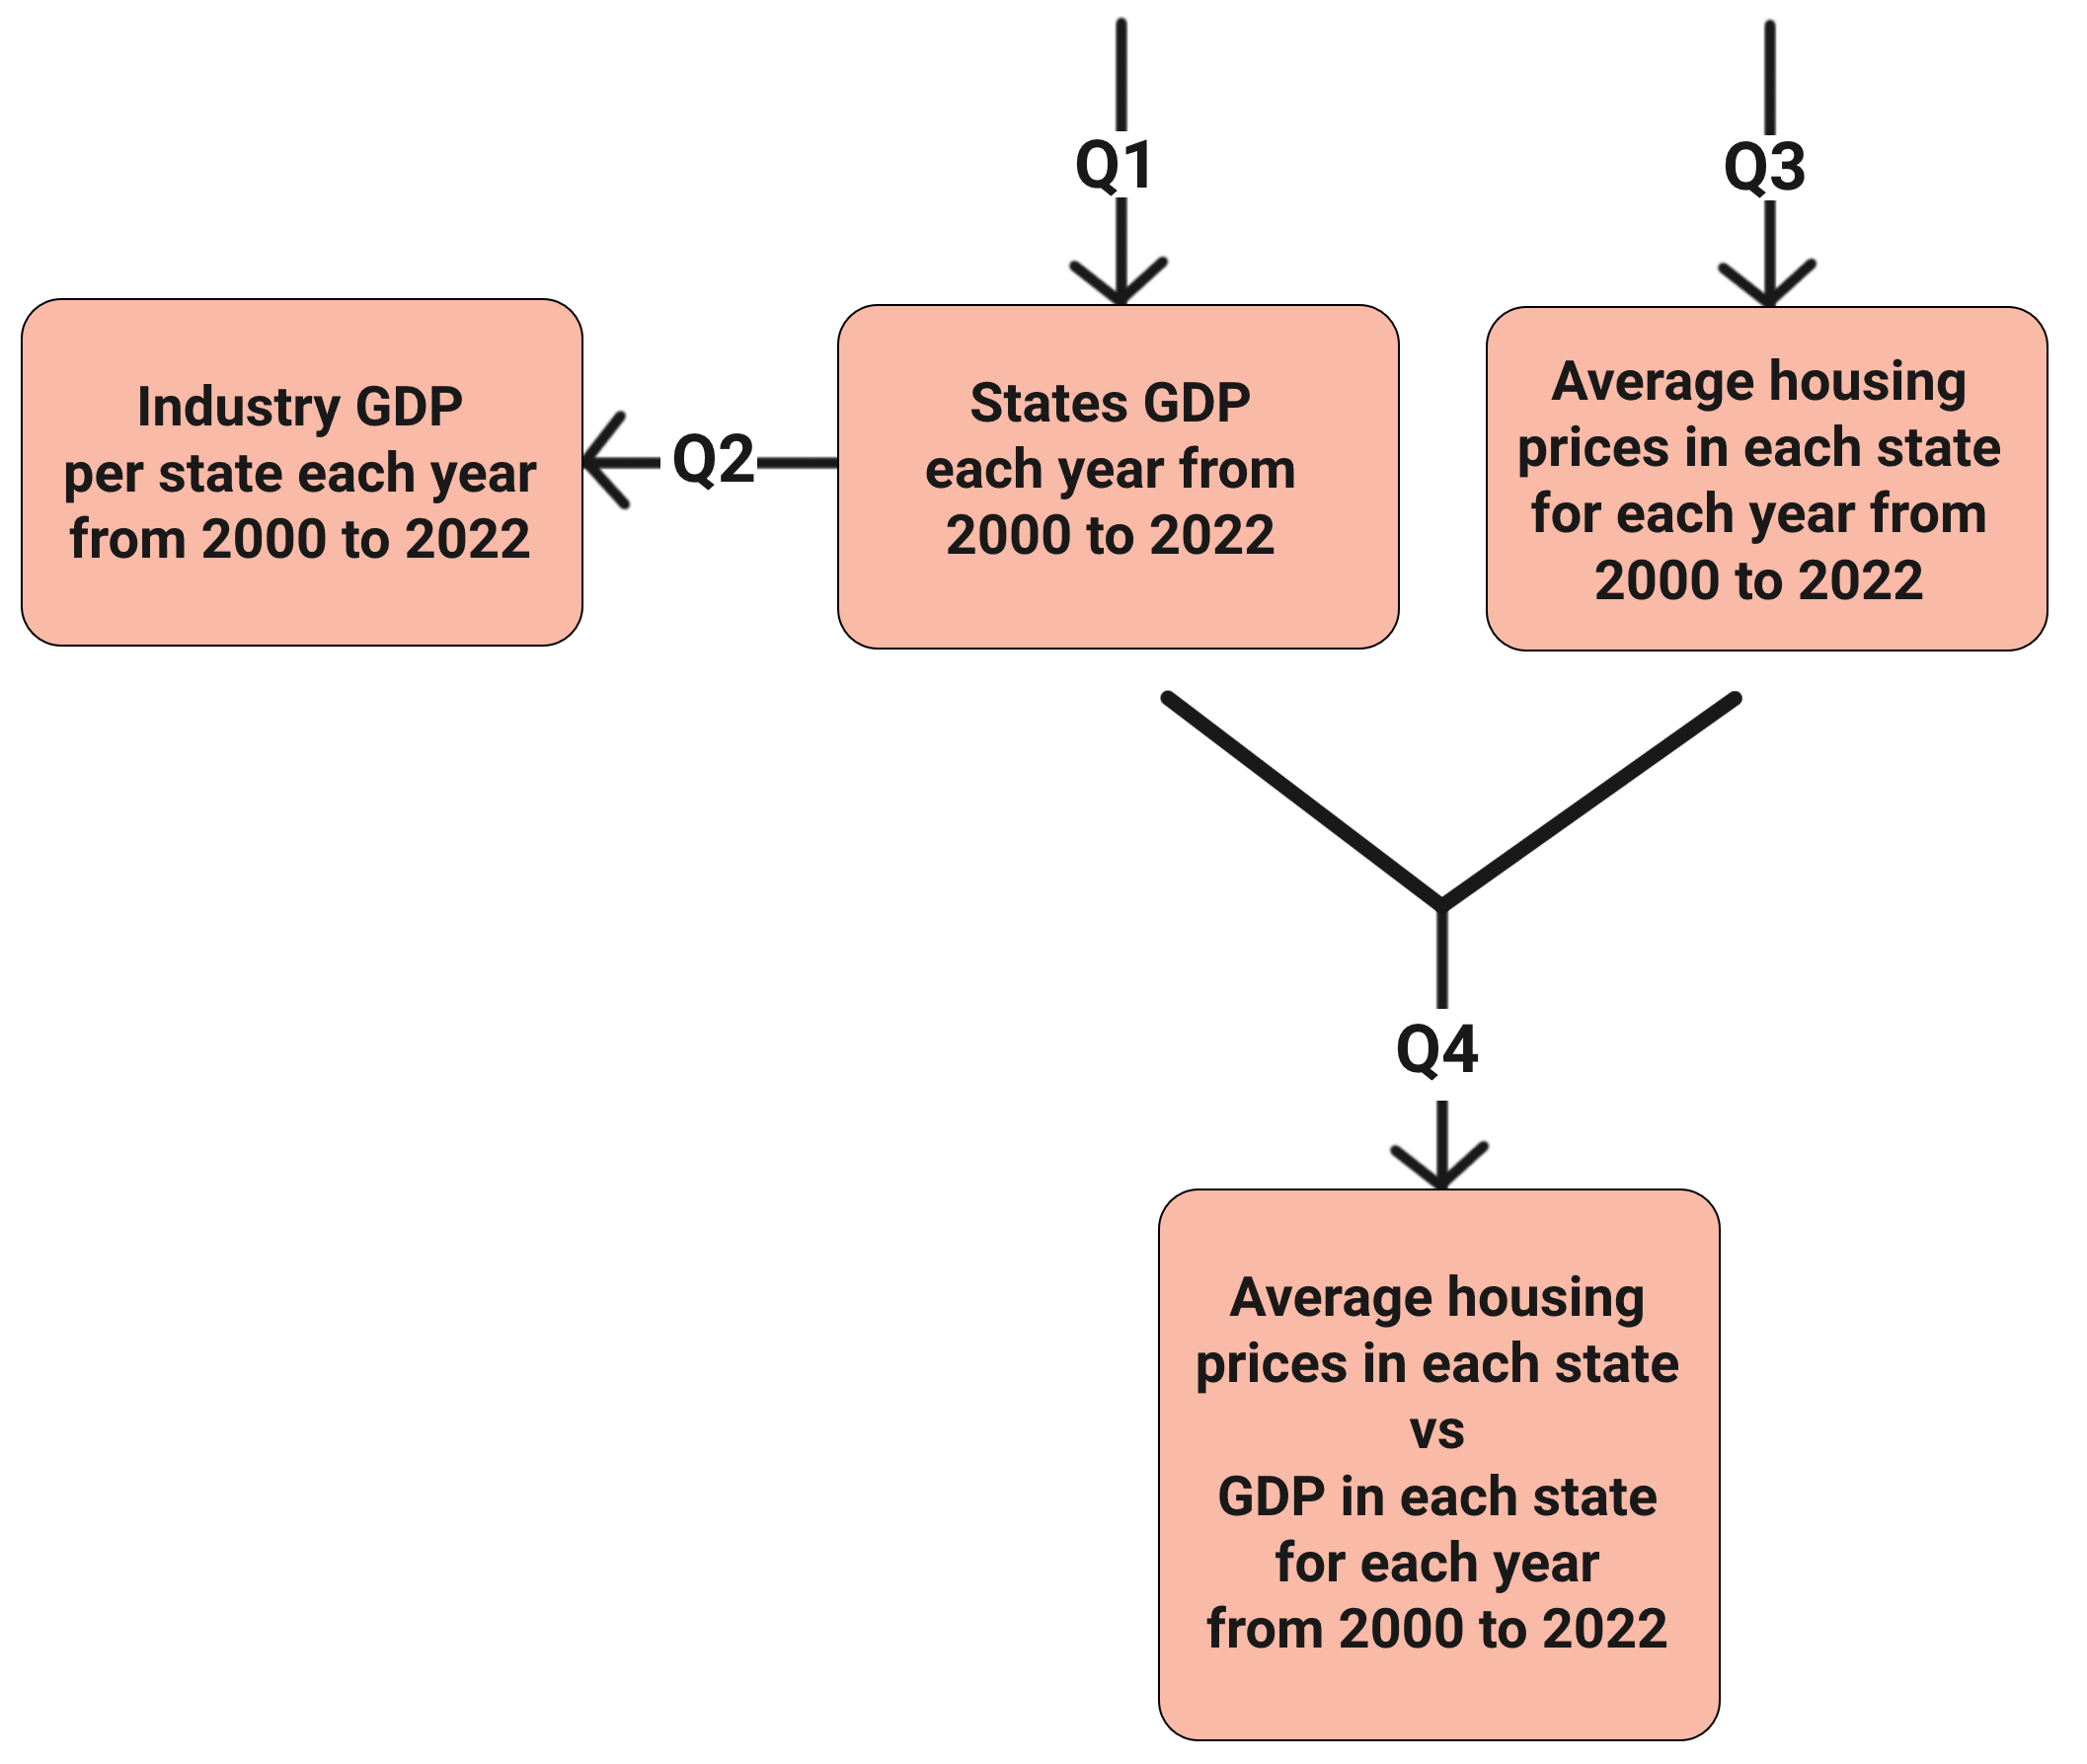 Q1
Q3
Industry GDP
per state each year
from 2000 to 2022
Q2
States GDP
each year from
2000 to 2022
Average housing
prices in each state
for each year from
2000 to 2022
Q4
Average housing
prices in each state
vs
GDP in each state
for each year
from 2000 to 2022